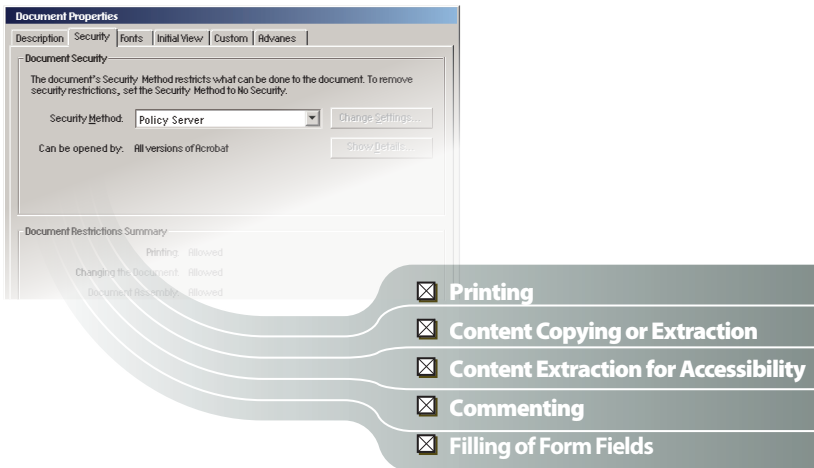 Document Properties
Description Security Fonts Initial View Custom Advanes
Document Security
The document's Security Method restricts what can be done to the document. To remove
security restrictions, set the Security Method to No Security.
Security Method: Policy Server Change Settings...
Can be opened by: All versions of Acrobat Show Details...
Document Restrictions Summary
Printing: Allowed
Changing the Document: Allowed
Document Assembly: Allowed
Printing
Content Copying or Extraction
Content Extraction for Accessibility
Commenting
Filling of Form Fields